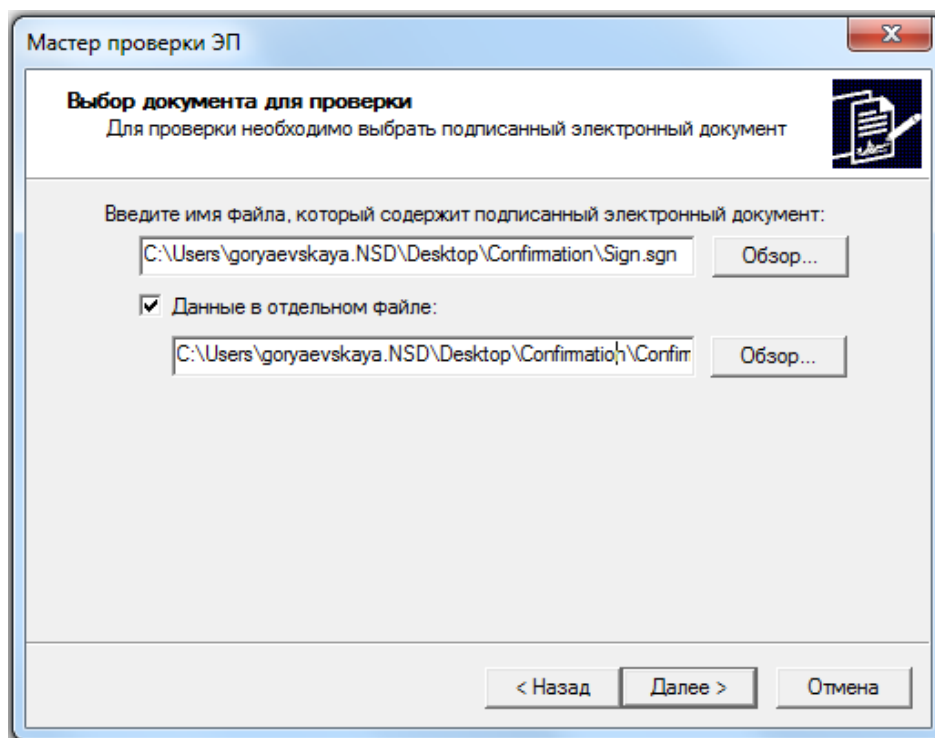 Мастер проверки ЭП
Выбор документа для проверки
Для проверки необходимо выбрать подписанный электронный документ
Введите имя файла, который содержит подписанный электронный документ:
C:\Users\goryaevskaya.NSD\Desktop\Confirmation\Sign.sgn
Обзор...
Данные в отдельном файле:
C:\Users\goryaevskaya.NSD\Desktop\Confirmation\Confirm
Обзор...
< Назад
Далее >
Отмена